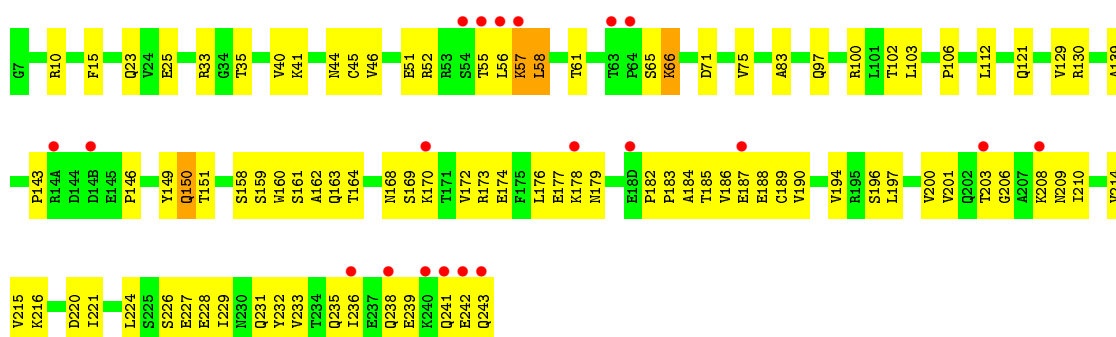 G7 R10 F15 Q23 V24 E25 R33 G34 T35 V40 K41 N44 C45 V46 E51 R52 R53 S54 T55 L56 K57 L58 T61 T63 P64 S65 K66 D71 V75 A83 Q97 R100 L101 T102 L103 P106 L112 Q121 V129 R130 A139
P143 R14A D144 D14B E145 P146 Y149 Q150 T151 S158 S159 W160 S161 A162 Q163 T164 N168 S169 K170 T171 V172 R173 E174 F175 L176 E177 K178 N179 E18D P182 P183 A184 T185 V186 E187 E188 C189 V190 V194 R195 S196 L197 V200 V201 Q202 T203 G206 A207 K208 N209 I210 V214
V215 K216 D220 I221 L224 S225 S226 E227 E228 I229 N230 Q231 Y232 V233 T234 Q235 I236 E237 Q238 E239 K240 Q241 E242 Q243